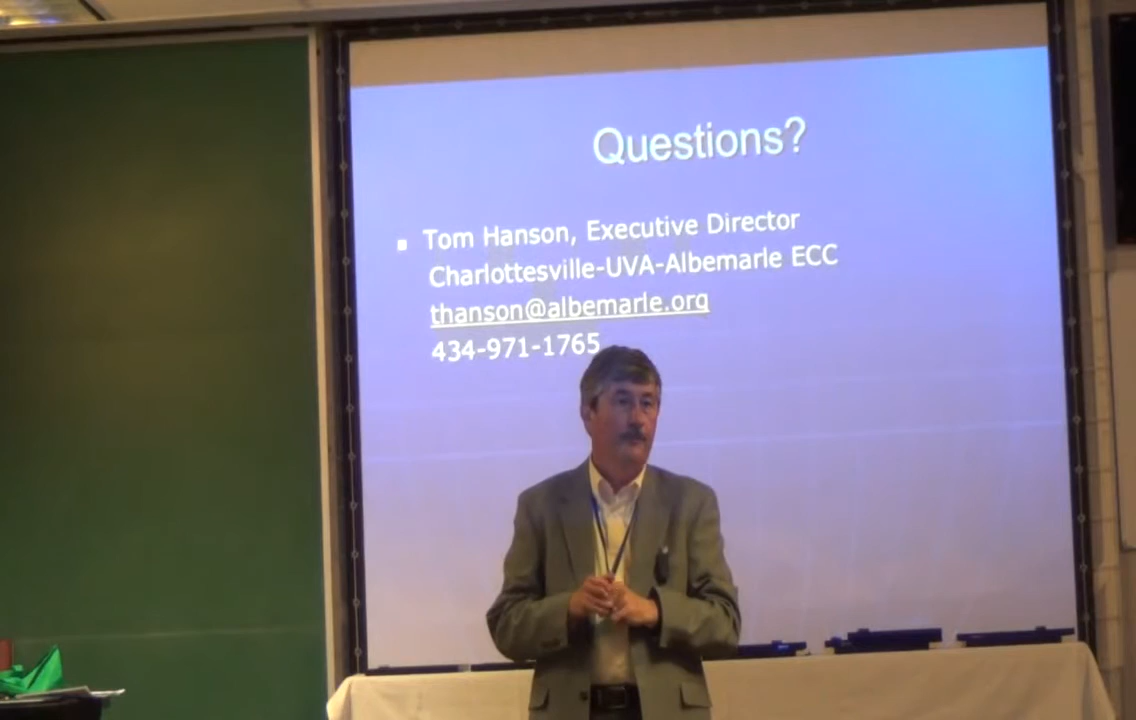 Questions?
Tom Hanson, Executive Director
Charlottesville-UVA-Albemarle ECC
thanson@albemarle.org
434-971-1765